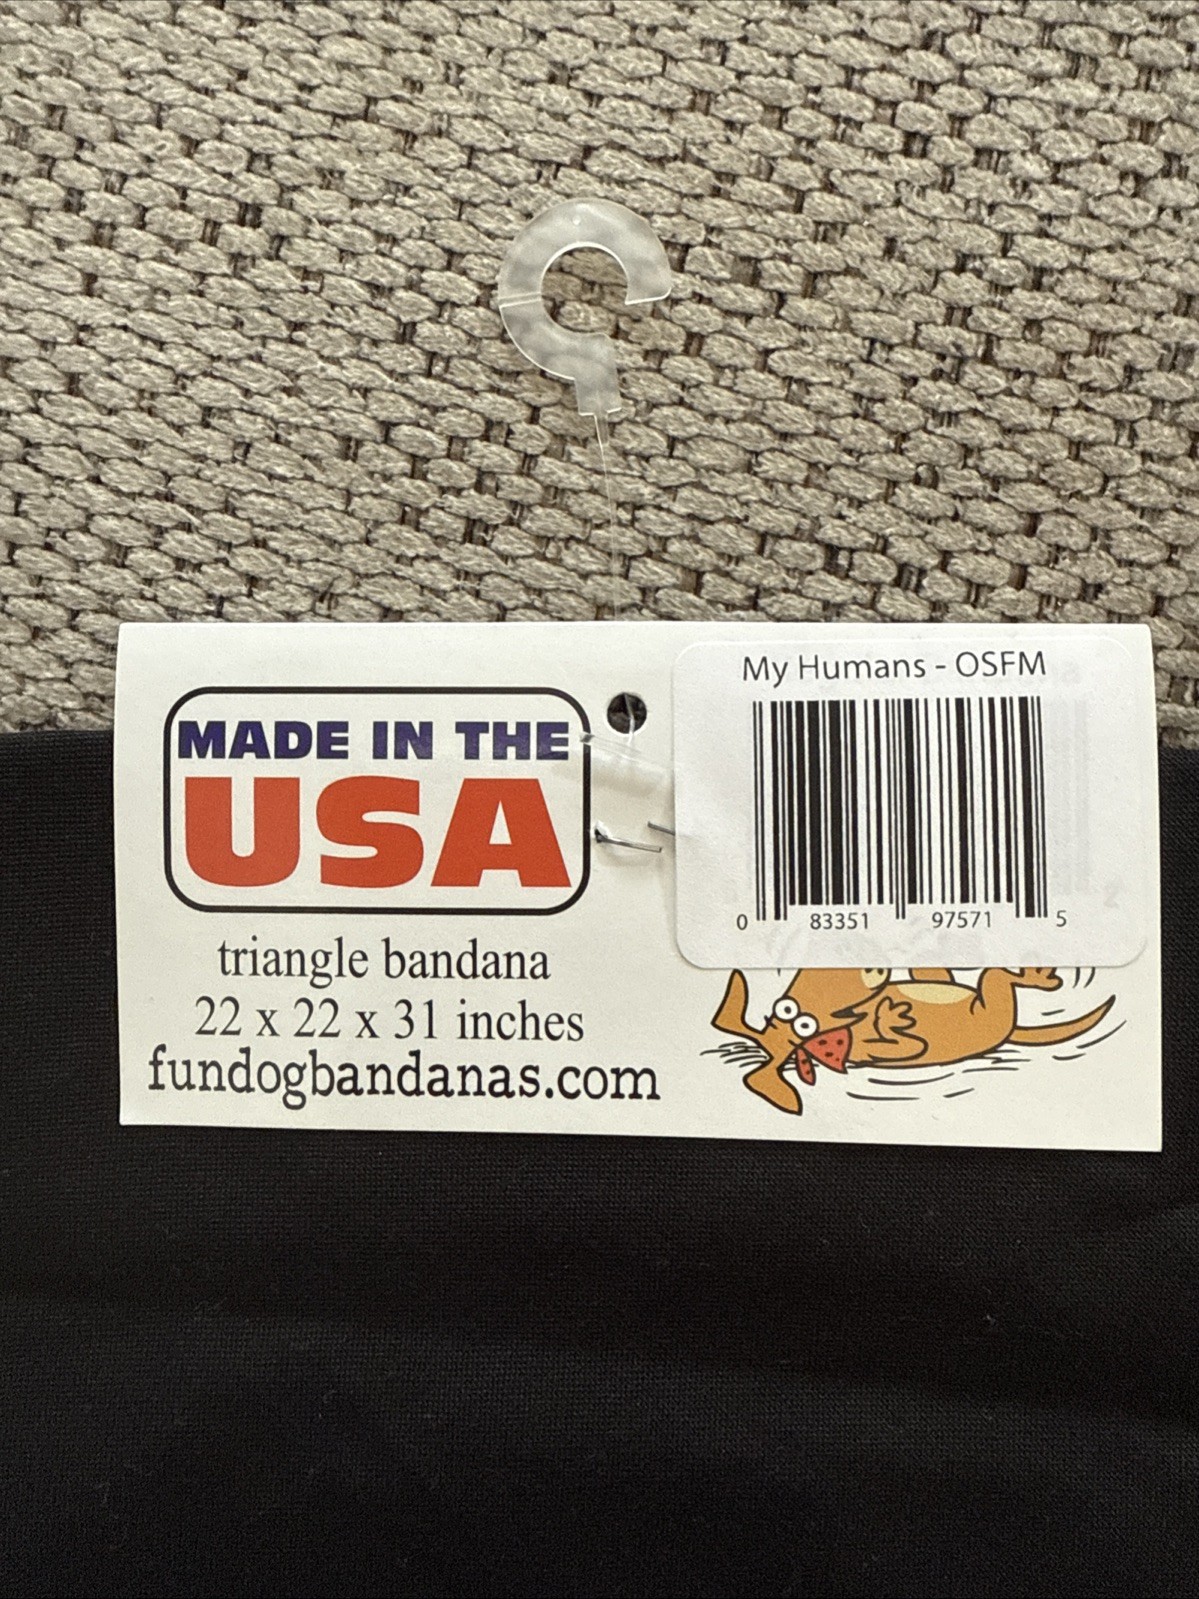 MADE IN THE
USA
triangle bandana
22 x 22 x 31 inches
fundogbandanas.com
My Humans - OSFM
0 83351 97571 5